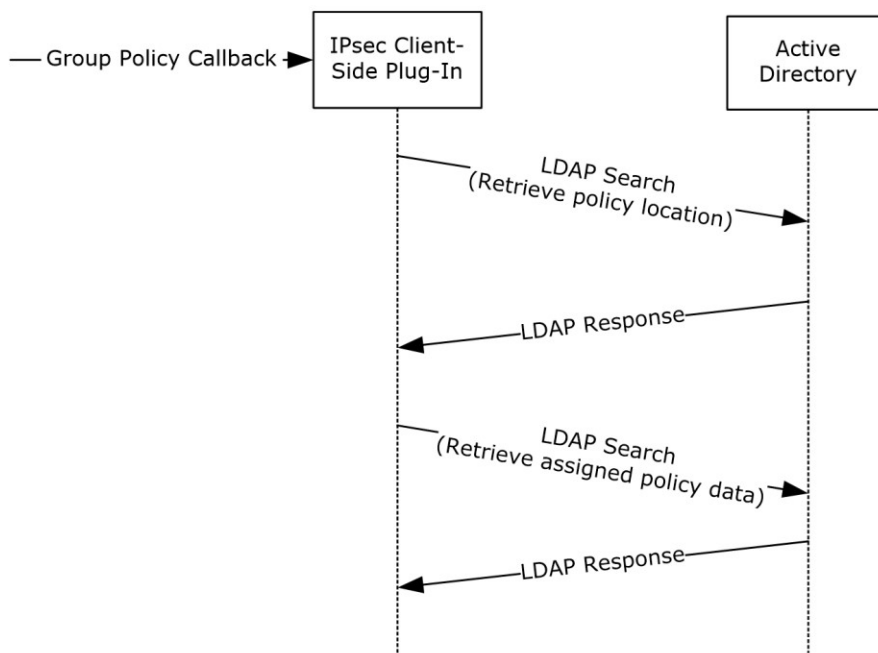 Group Policy Callback
IPsec Client-
Side Plug-In
Active
Directory
LDAP Search
(Retrieve policy location)
LDAP Response
LDAP Search
(Retrieve assigned policy data)
LDAP Response